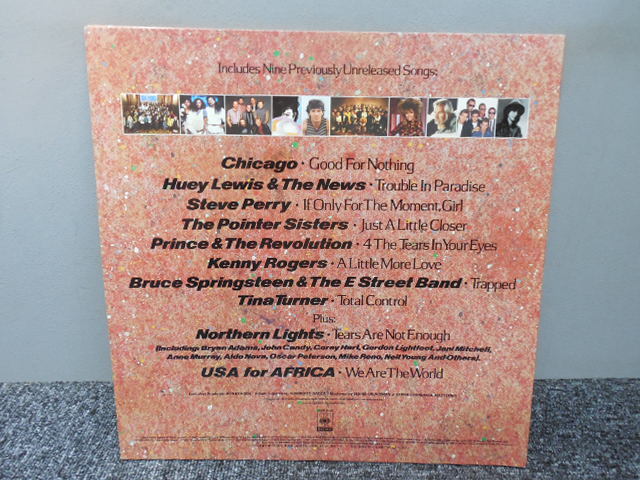 Includes Nine Previously Unreleased Songs:
Chicago • Good For Nothing
Huey Lewis & The News • Trouble In Paradise
Steve Perry • If Only For The Moment, Girl
The Pointer Sisters • Just A Little Closer
Prince & The Revolution • 4 The Tears In Your Eyes
Kenny Rogers • A Little More Love
Bruce Springsteen & The E Street Band • Trapped
Tina Turner • Total Control
Plus:
Northern Lights • Tears Are Not Enough
(Including: Bryan Adams, John Candy, Corey Hart, Gordon Lightfoot, Joni Mitchell,
Anne Murray, Aldo Nova, Oscar Peterson, Mike Reno, Neil Young And Others).
USA for AFRICA • We Are The World